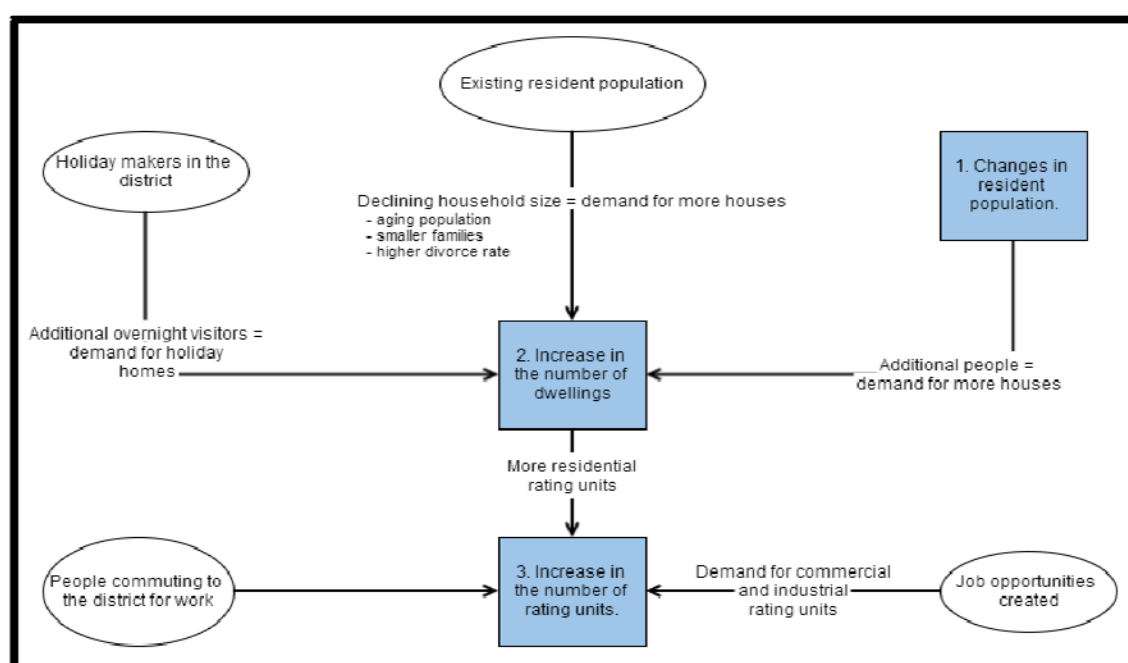 Existing resident population
Holiday makers in the
district
1. Changes in
resident
population.
Declining household size = demand for more houses
- aging population
- smaller families
- higher divorce rate
Additional overnight visitors =
demand for holiday
homes
2. Increase in
the number of
dwellings
Additional people =
demand for more houses
More residential
rating units
People commuting to
the district for work
3. Increase in
the number of
rating units.
Demand for commercial
and industrial
rating units
Job opportunities
created